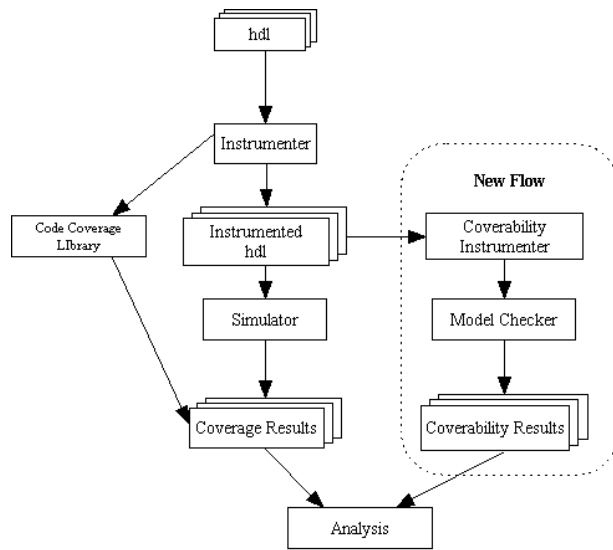 hdl
Instrumenter
New Flow
Code Coverage
LIbrary
Instrumented
hdl
Coverability
Instrumenter
Simulator
Model Checker
Coverage Results
Coverability Results
Analysis